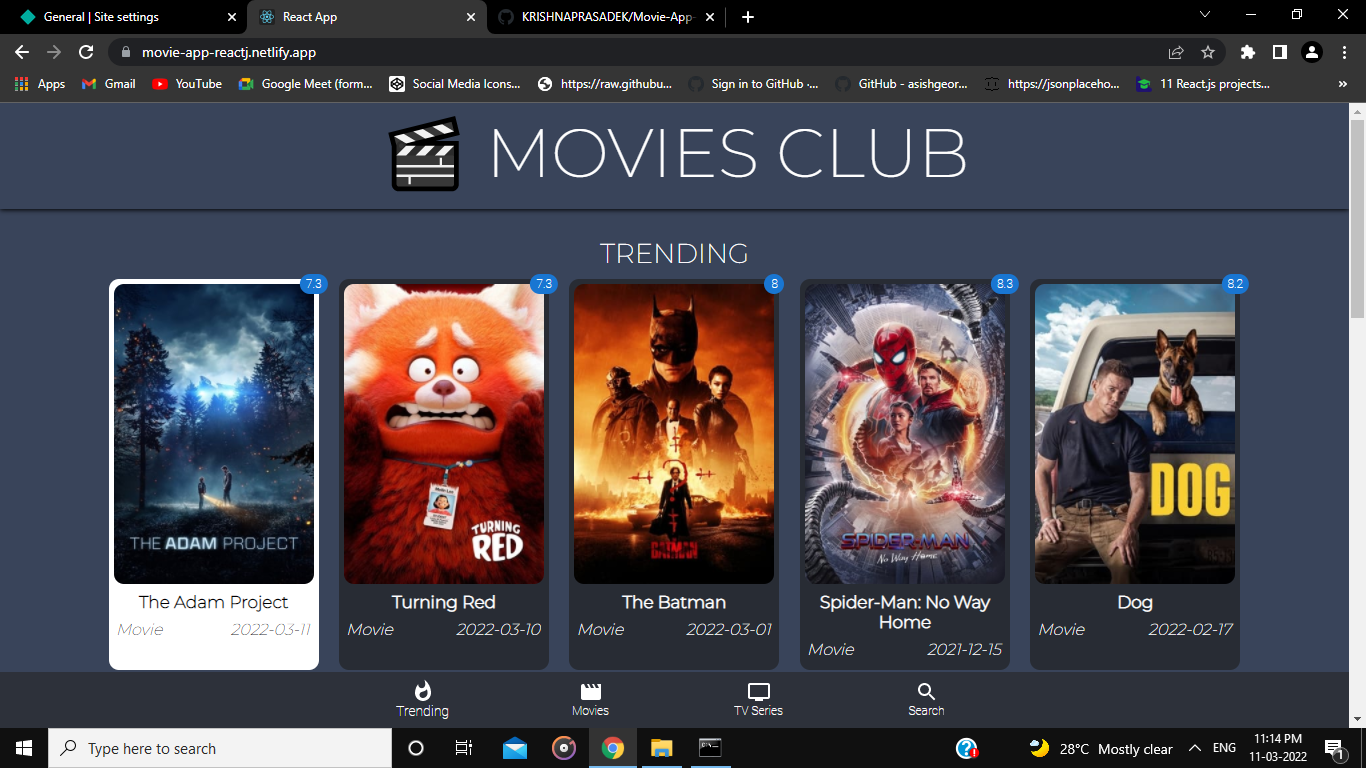 General | Site settings
React App
KRISHNAPRASADEK/Movie-App-
movie-app-reactj.netlify.app
Apps
Gmail
YouTube
Google Meet (form...
Social Media Icons...
https://raw.githubu...
Sign in to GitHub ·...
GitHub - asishgeor...
https://jsonplaceho...
11 React.js projects...
»
MOVIES CLUB
TRENDING
7.3
7.3
8
8.3
8.2
THE ADAM PROJECT
TURNING
RED
THE
BATMAN
SPIDER-MAN
No Way Home
DOG
The Adam Project
Movie 2022-03-11
Turning Red
Movie 2022-03-10
The Batman
Movie 2022-03-01
Spider-Man: No Way
Home
Movie 2021-12-15
Dog
Movie 2022-02-17
Trending
Movies
TV Series
Search
Type here to search
28°C Mostly clear
ENG
11:14 PM
11-03-2022
1